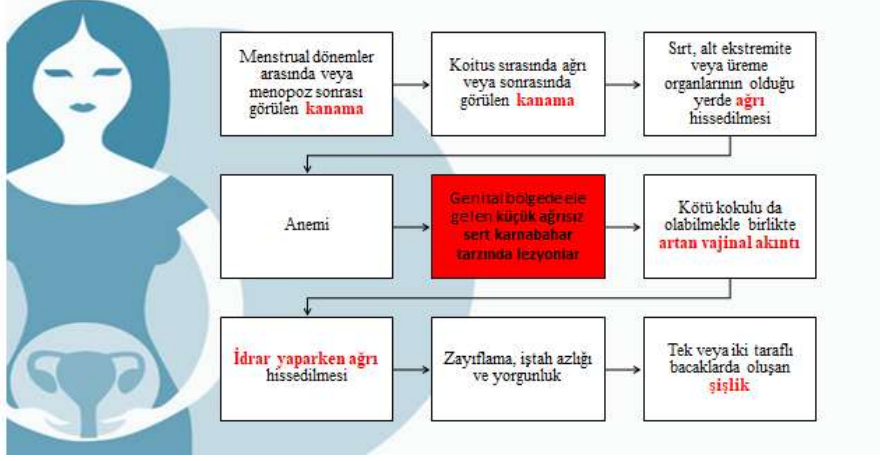 Menstrual dönemler
arasında veya
menopoz sonrası
görülen kanama
Koitus sırasında ağrı
veya sonrasında
görülen kanama
Sırt, alt ekstremite
veya üreme
organlarının olduğu
yerde ağrı
hissedilmesi
Anemi
Genital bölgede ele
gelen küçük ağrısız
sert karnabahar
tarzında lezyonlar
Kötü kokulu da
olabilmekle birlikte
artan vajinal akıntı
İdrar yaparken ağrı
hissedilmesi
Zayıflama, iştah azlığı
ve yorgunluk
Tek veya iki taraflı
bacaklarda oluşan
şişlik